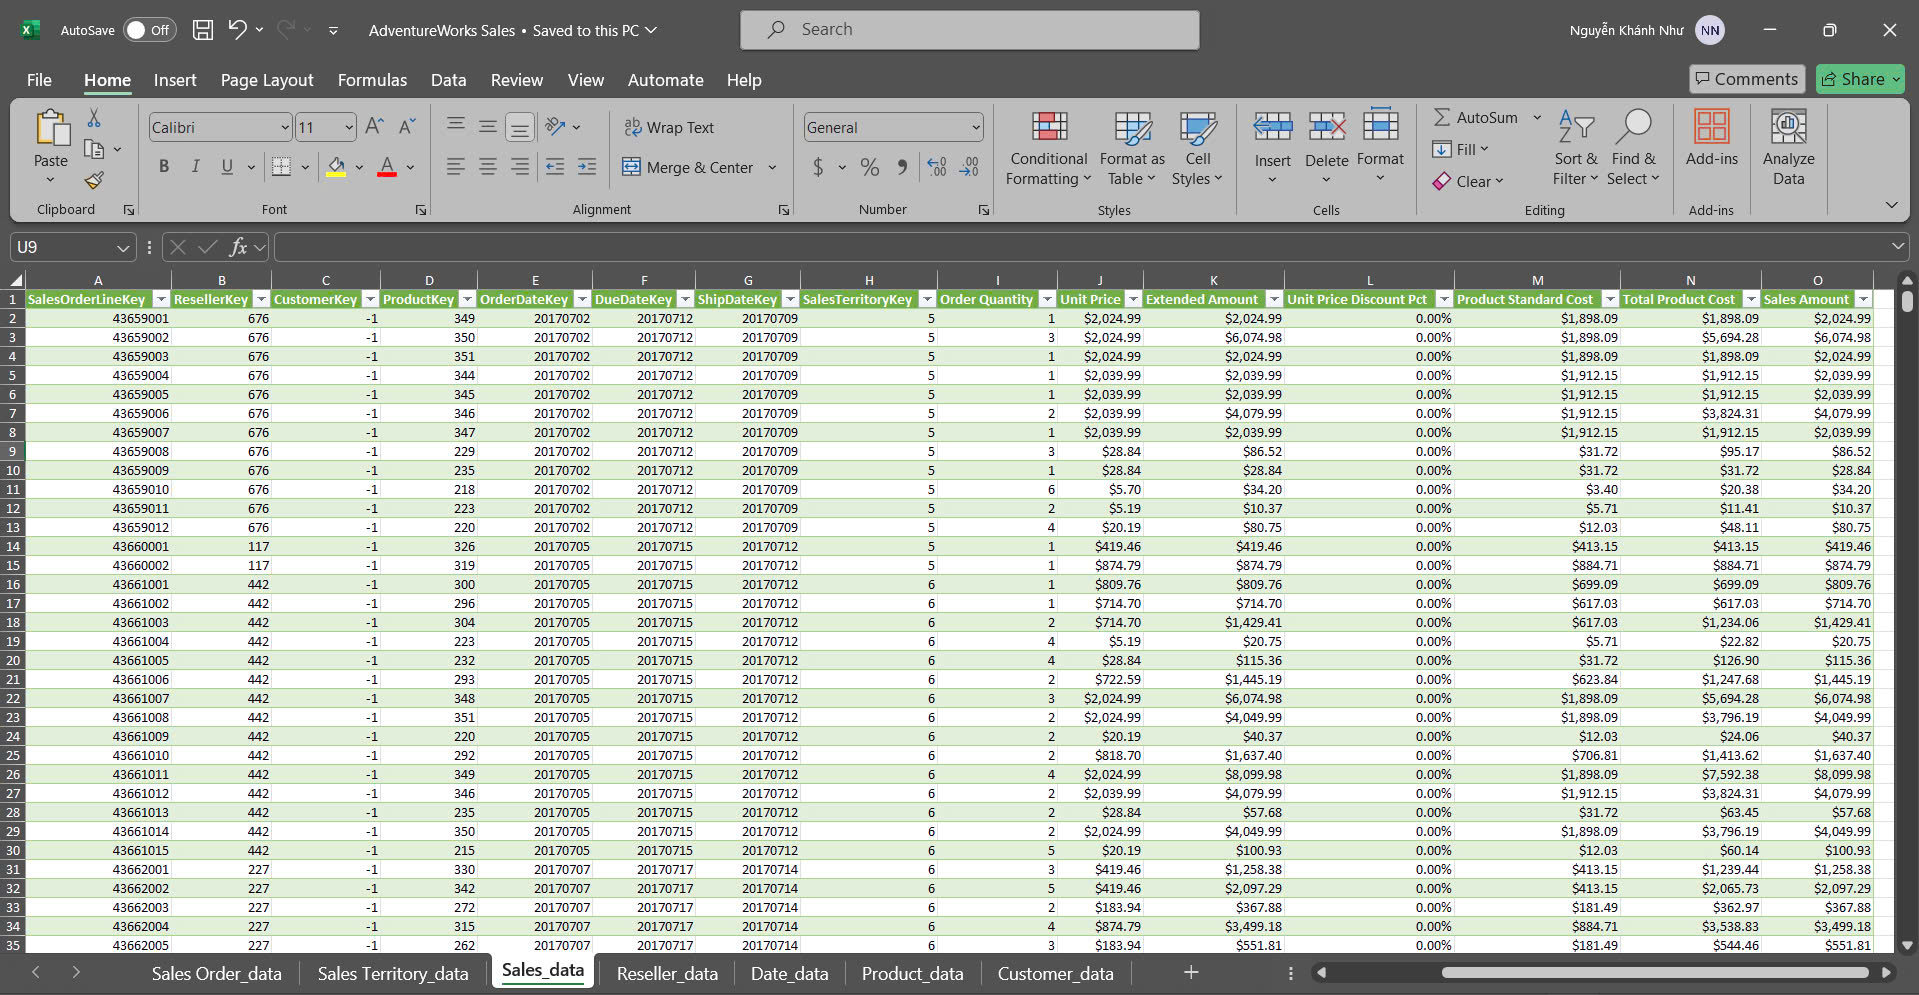 AutoSave Off AdventureWorks Sales • Saved to this PC Search Nguyễn Khánh Như NN
File Home Insert Page Layout Formulas Data Review View Automate Help Comments Share
Paste
Clipboard
Calibri 11
B I U A
Font
Wrap Text
Merge & Center
Alignment
General
$ %
Number
Conditional Formatting
Format as Table
Cell Styles
Styles
Insert Delete Format
Cells
AutoSum
Fill
Clear
Sort & Filter
Find & Select
Editing
Add-ins
Add-ins
Analyze Data
U9 fx
A B C D E F G H I J K L M N O
1 SalesOrderLineKey ResellerKey CustomerKey ProductKey OrderDateKey DueDateKey ShipDateKey SalesTerritoryKey Order Quantity Unit Price Extended Amount Unit Price Discount Pct Product Standard Cost Total Product Cost Sales Amount
2 43659001 676 -1 349 20170702 20170712 20170709 5 1 $2,024.99 $2,024.99 0.00% $1,898.09 $1,898.09 $2,024.99
3 43659002 676 -1 350 20170702 20170712 20170709 5 3 $2,024.99 $6,074.98 0.00% $1,898.09 $5,694.28 $6,074.98
4 43659003 676 -1 351 20170702 20170712 20170709 5 1 $2,024.99 $2,024.99 0.00% $1,898.09 $1,898.09 $2,024.99
5 43659004 676 -1 344 20170702 20170712 20170709 5 1 $2,039.99 $2,039.99 0.00% $1,912.15 $1,912.15 $2,039.99
6 43659005 676 -1 345 20170702 20170712 20170709 5 1 $2,039.99 $2,039.99 0.00% $1,912.15 $1,912.15 $2,039.99
7 43659006 676 -1 346 20170702 20170712 20170709 5 2 $2,039.99 $4,079.99 0.00% $1,912.15 $3,824.31 $4,079.99
8 43659007 676 -1 347 20170702 20170712 20170709 5 1 $2,039.99 $2,039.99 0.00% $1,912.15 $1,912.15 $2,039.99
9 43659008 676 -1 229 20170702 20170712 20170709 5 3 $28.84 $86.52 0.00% $31.72 $95.17 $86.52
10 43659009 676 -1 235 20170702 20170712 20170709 5 1 $28.84 $28.84 0.00% $31.72 $31.72 $28.84
11 43659010 676 -1 218 20170702 20170712 20170709 5 6 $5.70 $34.20 0.00% $3.40 $20.38 $34.20
12 43659011 676 -1 223 20170702 20170712 20170709 5 2 $5.19 $10.37 0.00% $5.71 $11.41 $10.37
13 43659012 676 -1 220 20170702 20170712 20170709 5 4 $20.19 $80.75 0.00% $12.03 $48.11 $80.75
14 43660001 117 -1 326 20170705 20170715 20170712 5 1 $419.46 $419.46 0.00% $413.15 $413.15 $419.46
15 43660002 117 -1 319 20170705 20170715 20170712 5 1 $874.79 $874.79 0.00% $884.71 $884.71 $874.79
16 43661001 442 -1 300 20170705 20170715 20170712 6 1 $809.76 $809.76 0.00% $699.09 $699.09 $809.76
17 43661002 442 -1 296 20170705 20170715 20170712 6 1 $714.70 $714.70 0.00% $617.03 $617.03 $714.70
18 43661003 442 -1 304 20170705 20170715 20170712 6 2 $714.70 $1,429.41 0.00% $617.03 $1,234.06 $1,429.41
19 43661004 442 -1 223 20170705 20170715 20170712 6 4 $5.19 $20.75 0.00% $5.71 $22.82 $20.75
20 43661005 442 -1 232 20170705 20170715 20170712 6 4 $28.84 $115.36 0.00% $31.72 $126.90 $115.36
21 43661006 442 -1 293 20170705 20170715 20170712 6 2 $722.59 $1,445.19 0.00% $623.84 $1,247.68 $1,445.19
22 43661007 442 -1 348 20170705 20170715 20170712 6 3 $2,024.99 $6,074.98 0.00% $1,898.09 $5,694.28 $6,074.98
23 43661008 442 -1 351 20170705 20170715 20170712 6 2 $2,024.99 $4,049.99 0.00% $1,898.09 $3,796.19 $4,049.99
24 43661009 442 -1 220 20170705 20170715 20170712 6 2 $20.19 $40.37 0.00% $12.03 $24.06 $40.37
25 43661010 442 -1 292 20170705 20170715 20170712 6 2 $818.70 $1,637.40 0.00% $706.81 $1,413.62 $1,637.40
26 43661011 442 -1 349 20170705 20170715 20170712 6 4 $2,024.99 $8,099.98 0.00% $1,898.09 $7,592.38 $8,099.98
27 43661012 442 -1 346 20170705 20170715 20170712 6 2 $2,039.99 $4,079.99 0.00% $1,912.15 $3,824.31 $4,079.99
28 43661013 442 -1 235 20170705 20170715 20170712 6 2 $28.84 $57.68 0.00% $31.72 $63.45 $57.68
29 43661014 442 -1 350 20170705 20170715 20170712 6 2 $2,024.99 $4,049.99 0.00% $1,898.09 $3,796.19 $4,049.99
30 43661015 442 -1 215 20170705 20170715 20170712 6 5 $20.19 $100.93 0.00% $12.03 $60.14 $100.93
31 43662001 227 -1 330 20170707 20170717 20170714 6 3 $419.46 $1,258.38 0.00% $413.15 $1,239.44 $1,258.38
32 43662002 227 -1 342 20170707 20170717 20170714 6 5 $419.46 $2,097.29 0.00% $413.15 $2,065.73 $2,097.29
33 43662003 227 -1 272 20170707 20170717 20170714 6 2 $183.94 $367.88 0.00% $181.49 $362.97 $367.88
34 43662004 227 -1 315 20170707 20170717 20170714 6 4 $874.79 $3,499.18 0.00% $884.71 $3,538.83 $3,499.18
35 43662005 227 -1 262 20170707 20170717 20170714 6 3 $183.94 $551.81 0.00% $181.49 $544.46 $551.81
Sales Order_data Sales Territory_data Sales_data Reseller_data Date_data Product_data Customer_data